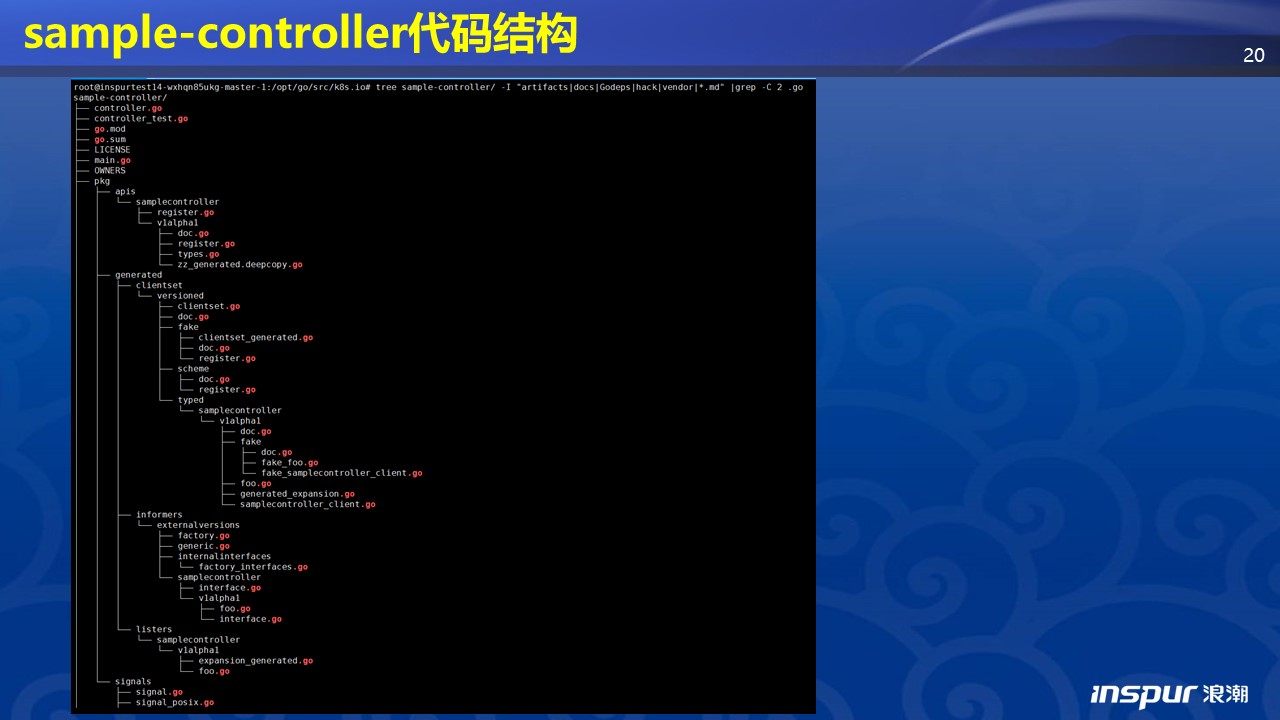 sample-controller代码结构
20
root@inspurtest14-wxhqn85ukg-master-1:/opt/go/src/k8s.io# tree sample-controller/ -I "artifacts|docs|Godeps|hack|vendor|*.md" |grep -C 2 .go
sample-controller/
├── controller.go
├── controller_test.go
├── go.mod
├── go.sum
├── LICENSE
├── main.go
├── OWNERS
├── pkg
│   ├── apis
│   │   └── samplecontroller
│   │       ├── register.go
│   │       └── v1alpha1
│   │           ├── doc.go
│   │           ├── register.go
│   │           ├── types.go
│   │           └── zz_generated.deepcopy.go
│   ├── generated
│   │   ├── clientset
│   │   │   └── versioned
│   │   │       ├── clientset.go
│   │   │       ├── doc.go
│   │   │       ├── fake
│   │   │       │   ├── clientset_generated.go
│   │   │       │   ├── doc.go
│   │   │       │   └── register.go
│   │   │       ├── scheme
│   │   │       │   ├── doc.go
│   │   │       │   └── register.go
│   │   │       └── typed
│   │   │           └── samplecontroller
│   │   │               └── v1alpha1
│   │   │                   ├── doc.go
│   │   │                   ├── fake
│   │   │                   │   ├── doc.go
│   │   │                   │   ├── fake_foo.go
│   │   │                   │   └── fake_samplecontroller_client.go
│   │   │                   ├── foo.go
│   │   │                   ├── generated_expansion.go
│   │   │                   └── samplecontroller_client.go
│   │   ├── informers
│   │   │   └── externalversions
│   │   │       ├── factory.go
│   │   │       ├── generic.go
│   │   │       ├── internalinterfaces
│   │   │       │   └── factory_interfaces.go
│   │   │       └── samplecontroller
│   │   │           ├── interface.go
│   │   │           └── v1alpha1
│   │   │               ├── foo.go
│   │   │               └── interface.go
│   │   └── listers
│   │       └── samplecontroller
│   │           └── v1alpha1
│   │               ├── expansion_generated.go
│   │               └── foo.go
│   └── signals
│       ├── signal.go
│       ├── signal_posix.go
inspur 浪潮